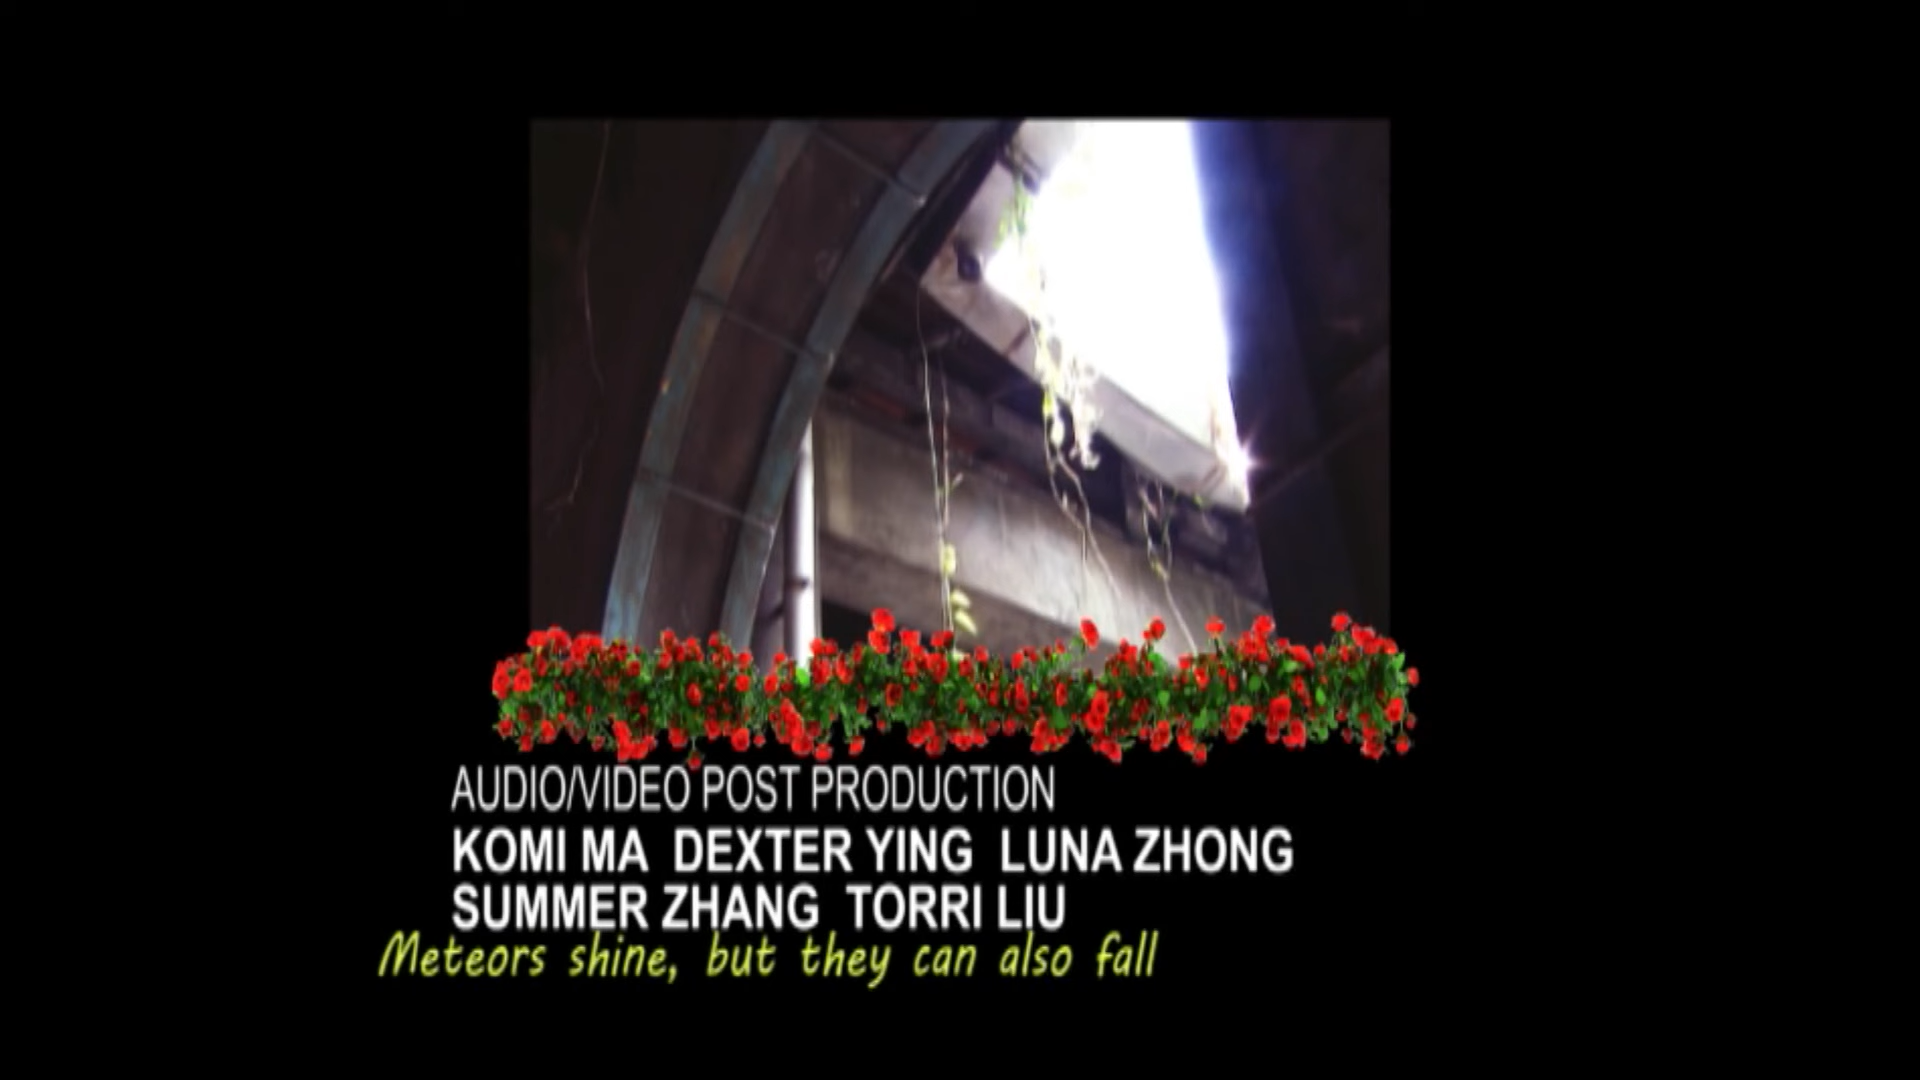 AUDIO/VIDEO POST PRODUCTION
KOMI MA DEXTER YING LUNA ZHONG
SUMMER ZHANG TORRI LIU
Meteors shine, but they can also fall